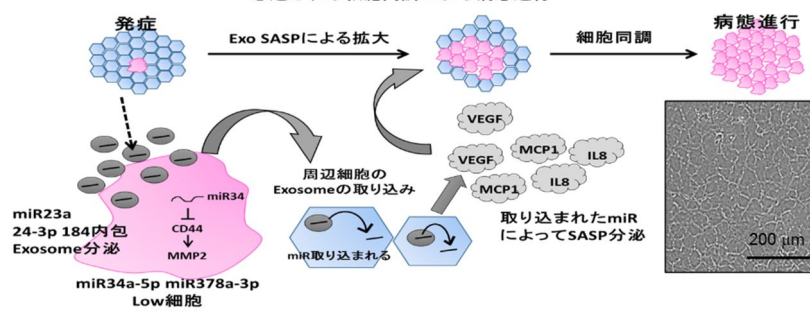 発症
Exo SASPによる拡大
細胞同調
病態進行
miR23a
24-3p 184内包
Exosome分泌
miR34
CD44
MMP2
miR34a-5p miR378a-3p
Low細胞
周辺細胞の
Exosomeの取り込み
miR取り込まれる
VEGF
VEGF
MCP1
IL8
MCP1
IL8
取り込まれたmiR
によってSASP分泌
200 μm